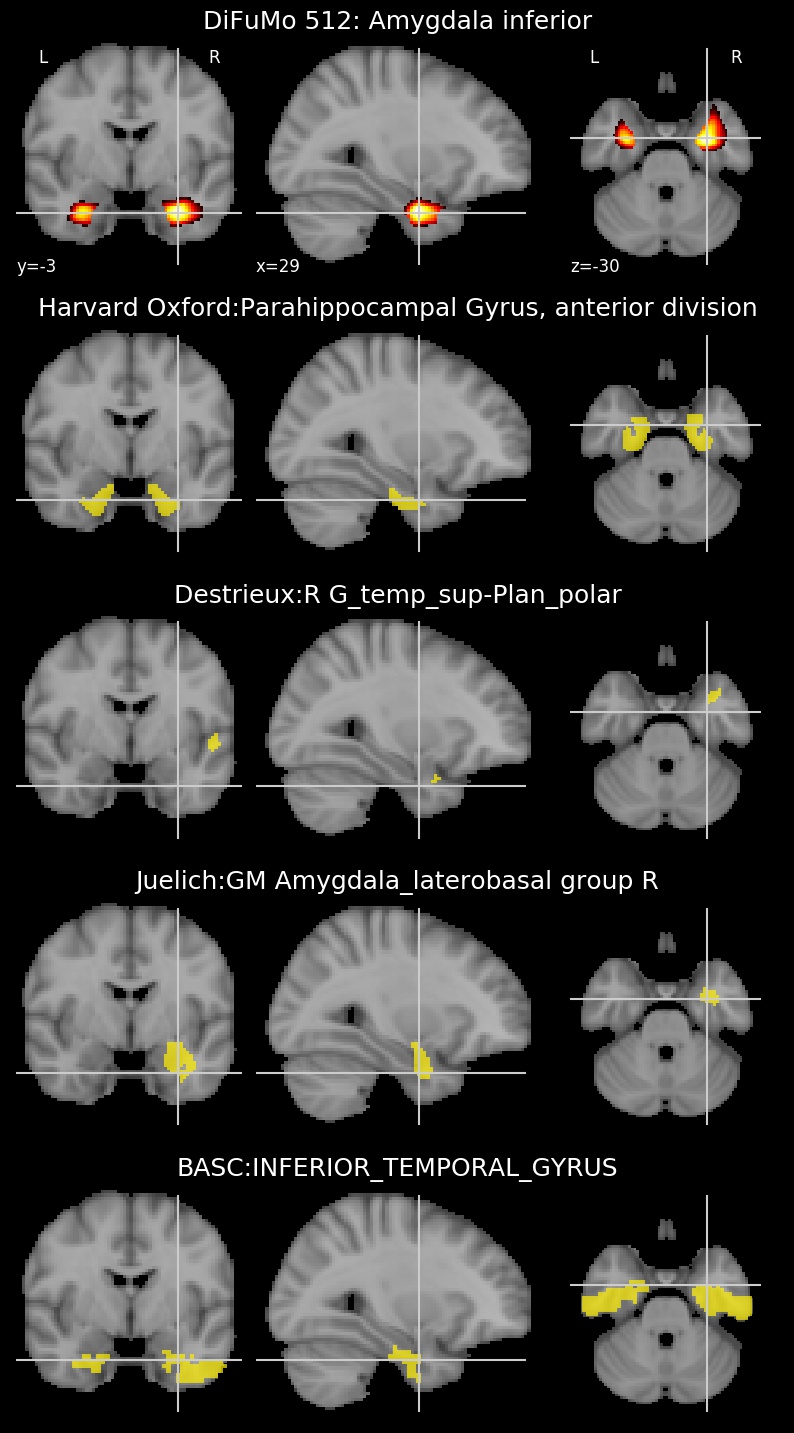 DiFuMo 512: Amygdala inferior
L R L R
y=-3 x=29 z=-30
Harvard Oxford:Parahippocampal Gyrus, anterior division
Destrieux:R G_temp_sup-Plan_polar
Juelich:GM Amygdala_laterobasal group R
BASC:INFERIOR_TEMPORAL_GYRUS